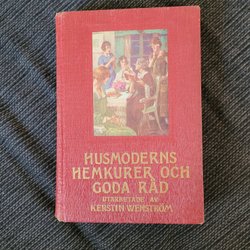 HUSMODERNS
HEMKURER OCH
GODA RÅD
UTARBETADE AV
KERSTIN WENSTRÖM